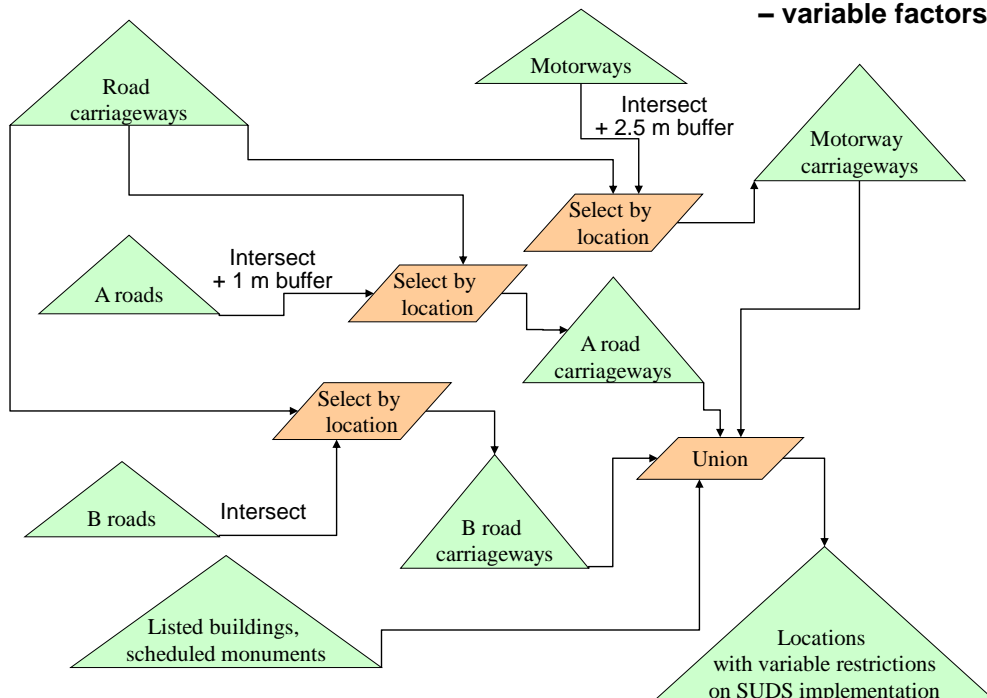 – variable factors
Road
carriageways
Motorways
Intersect
+ 2.5 m buffer
Motorway
carriageways
Select by
location
A roads
Intersect
+ 1 m buffer
Select by
location
A road
carriageways
Select by
location
Union
B roads
Intersect
B road
carriageways
Listed buildings,
scheduled monuments
Locations
with variable restrictions
on SUDS implementation